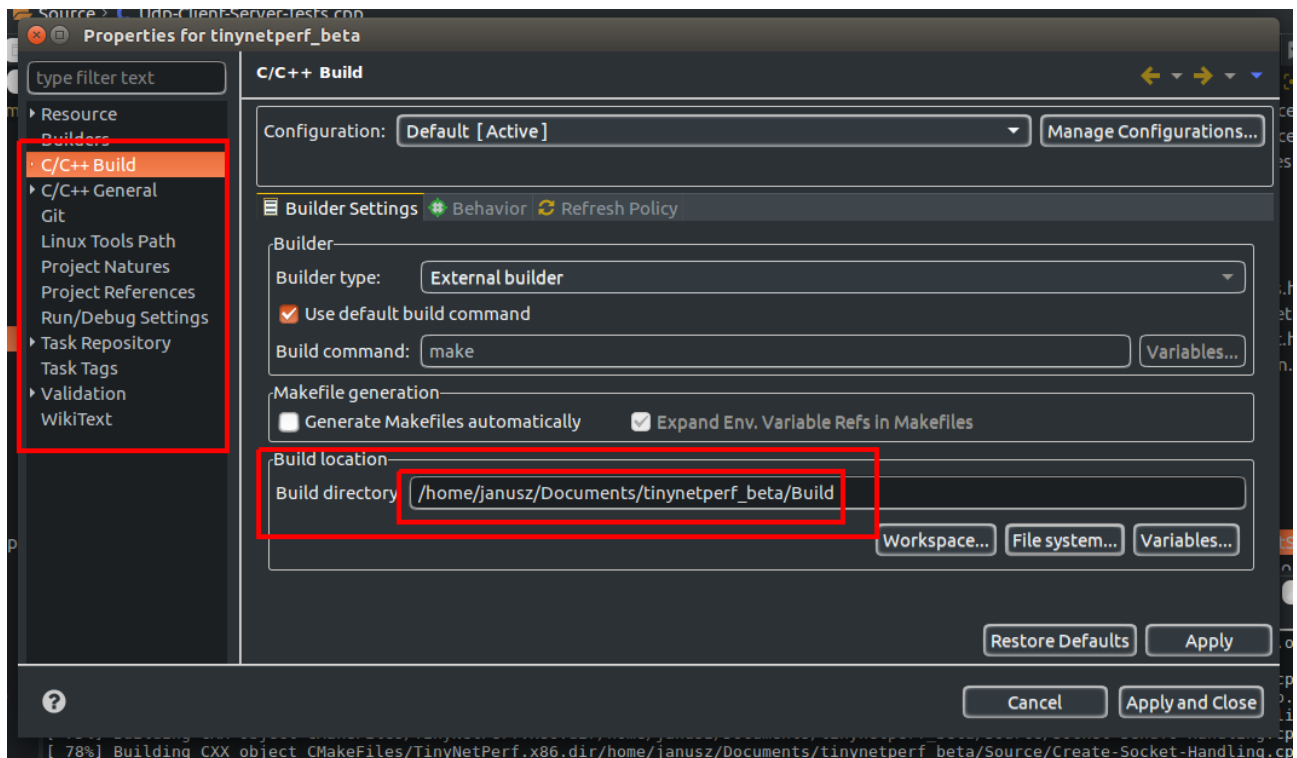 Source > Udp-Client-Server-Tests.cpp
Properties for tinynetperf_beta
type filter text
Resource
Builders
C/C++ Build
C/C++ General
Git
Linux Tools Path
Project Natures
Project References
Run/Debug Settings
Task Repository
Task Tags
Validation
WikiText
C/C++ Build
Configuration: Default [Active] Manage Configurations...
Builder Settings Behavior Refresh Policy
Builder
Builder type: External builder
Use default build command
Build command: make Variables...
Makefile generation
Generate Makefiles automatically Expand Env. Variable Refs in Makefiles
Build location
Build directory /home/janusz/Documents/tinynetperf_beta/Build
Workspace... File system... Variables...
Restore Defaults Apply
Cancel Apply and Close
[ 78%] Building CXX object CMakeFiles/TinyNetPerf.x86.dir/home/janusz/Documents/tinynetperf_beta/Source/Create-Socket-Handling.cp